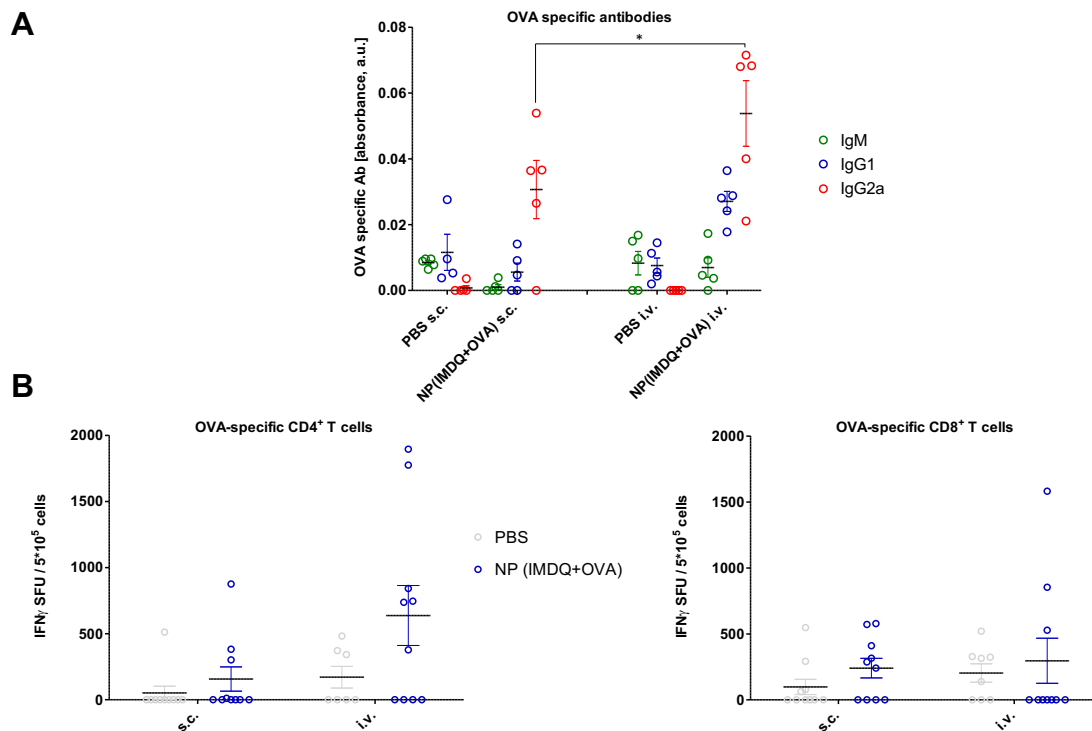 A
OVA specific antibodies
*
0.08
0.06
0.04
0.02
0.00
OVA specific Ab [absorbance, a.u.]
PBS s.c.
NP(IMDQ+OVA) s.c.
PBS i.v.
NP(IMDQ+OVA) i.v.
IgM
IgG1
IgG2a
B
OVA-specific CD4⁺ T cells
2000
1500
1000
500
0
IFNγ SFU / 5*10⁵ cells
s.c.
i.v.
PBS
NP (IMDQ+OVA)
OVA-specific CD8⁺ T cells
2000
1500
1000
500
0
IFNγ SFU / 5*10⁵ cells
s.c.
i.v.